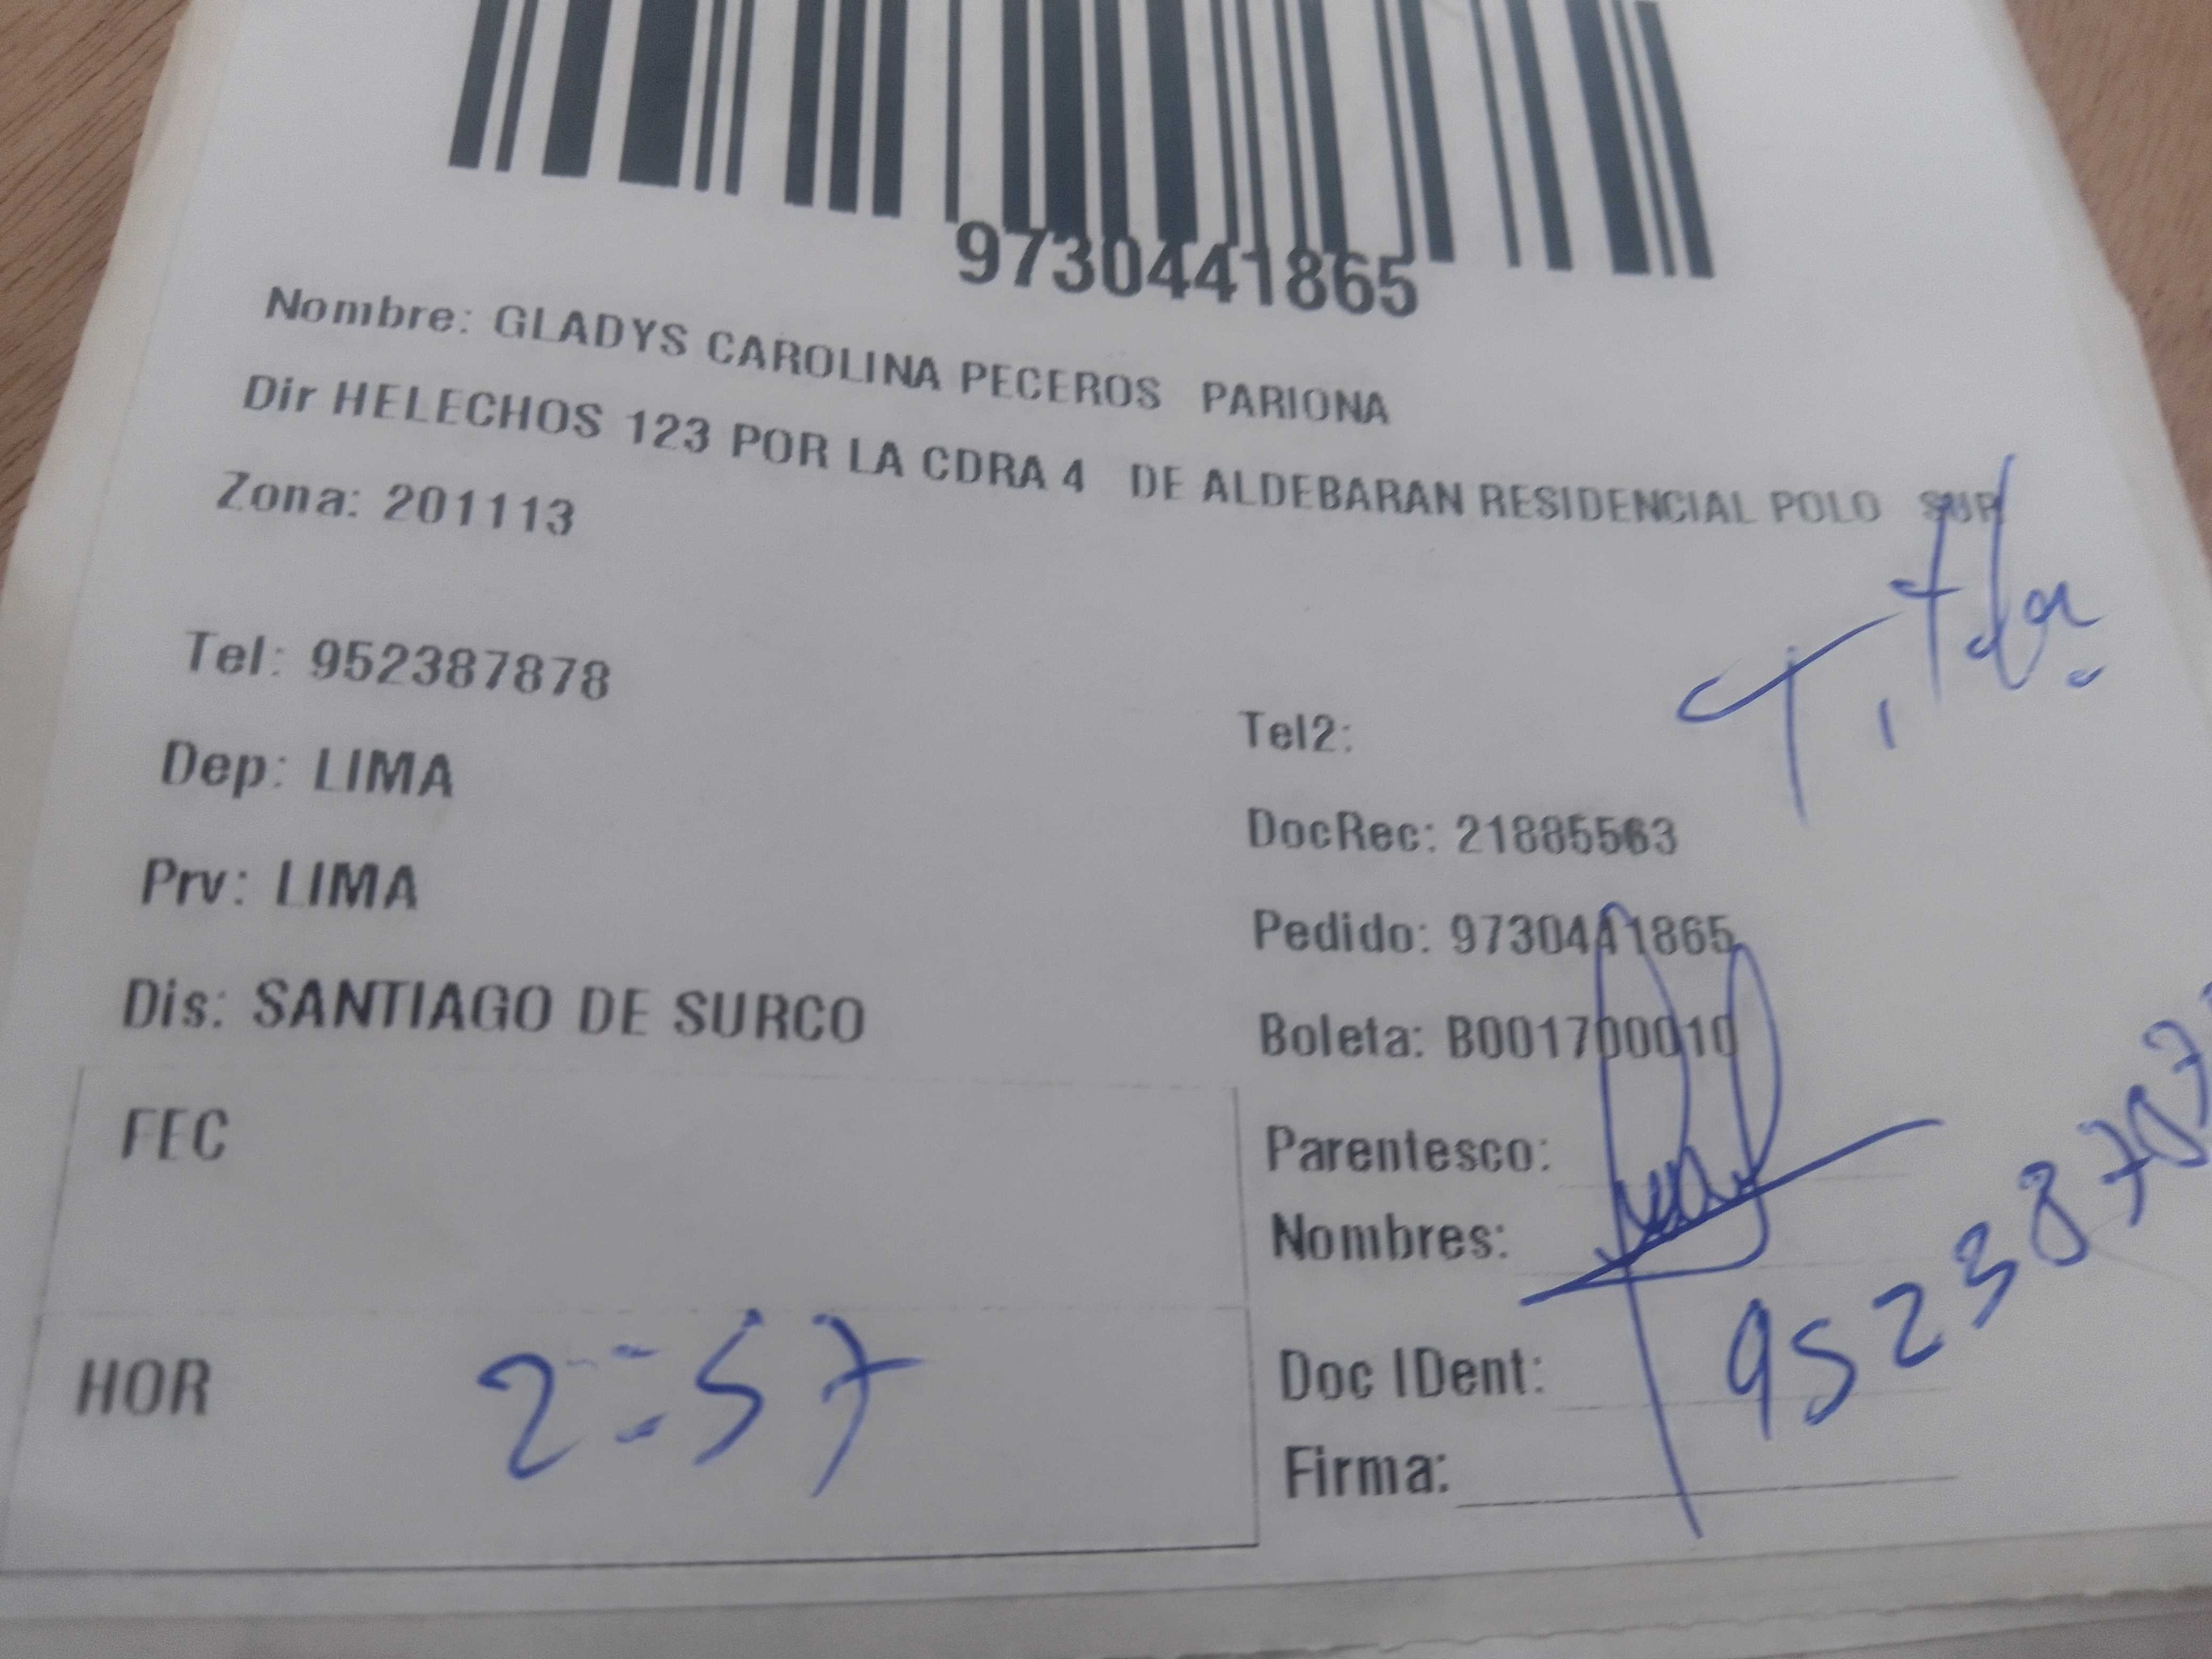 9730441865
Nombre: GLADYS CAROLINA PECEROS PARIONA
Dir HELECHOS 123 POR LA CDRA 4 DE ALDEBARAN RESIDENCIAL POLO SUR
Zona: 201113
Tel: 952387878
Tel2:
Dep: LIMA
DocRec: 21885563
Prv: LIMA
Pedido: 9730441865
Dis: SANTIAGO DE SURCO
Boleta: B001700010
FEC
Parentesco:
Nombres:
HOR 2:57
Doc IDent:
Firma: